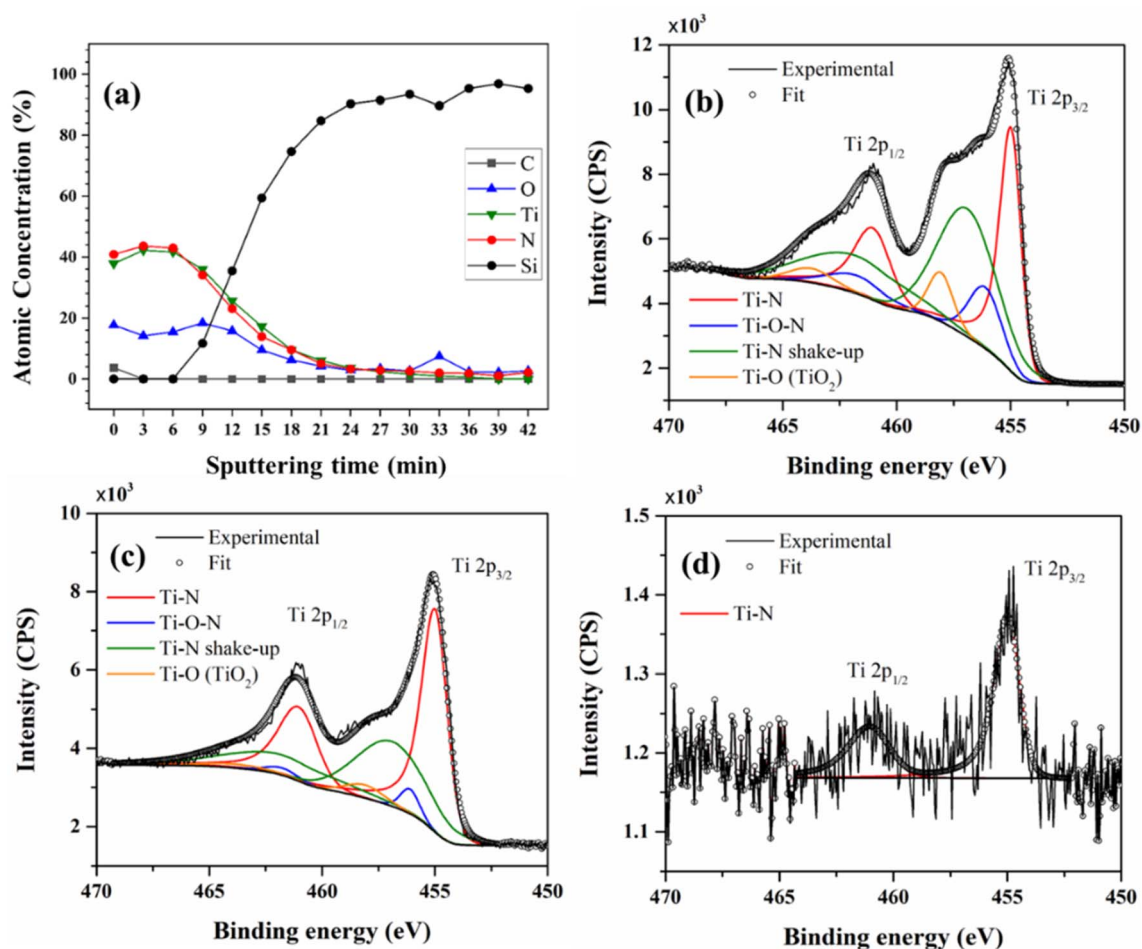 (a)
Atomic Concentration (%)
100
80
60
40
20
0
C
O
Ti
N
Si
0 3 6 9 12 15 18 21 24 27 30 33 36 39 42
Sputtering time (min)
x10³
(b)
Experimental
Fit
Ti 2p₃/₂
Ti 2p₁/₂
Intensity (CPS)
12
10
8
6
4
2
Ti-N
Ti-O-N
Ti-N shake-up
Ti-O (TiO₂)
470 465 460 455 450
Binding energy (eV)
x10³
(c)
Experimental
Fit
Ti 2p₃/₂
Ti-N
Ti-O-N
Ti-N shake-up
Ti-O (TiO₂)
Ti 2p₁/₂
Intensity (CPS)
10
8
6
4
2
470 465 460 455 450
Binding energy (eV)
x10³
(d)
Experimental
Fit
Ti 2p₃/₂
Ti-N
Ti 2p₁/₂
Intensity (CPS)
1.5
1.4
1.3
1.2
1.1
470 465 460 455 450
Binding energy (eV)